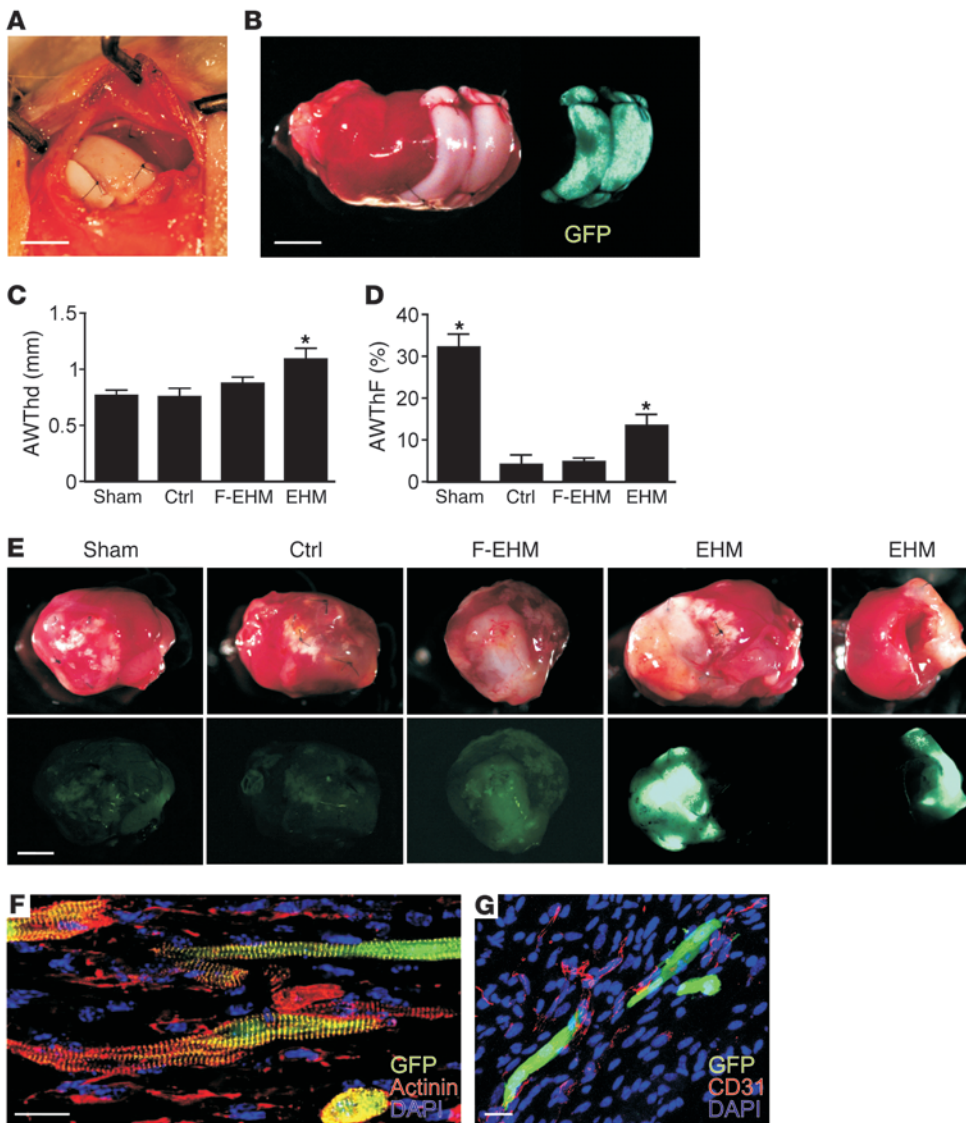 A
B
GFP
C
AWThd (mm)
1.5
1
0.5
0
Sham Ctrl F-EHM EHM
*
D
AWThF (%)
40
30
20
10
0
Sham Ctrl F-EHM EHM
*
*
E
Sham Ctrl F-EHM EHM EHM
F
GFP
Actinin
DAPI
G
GFP
CD31
DAPI